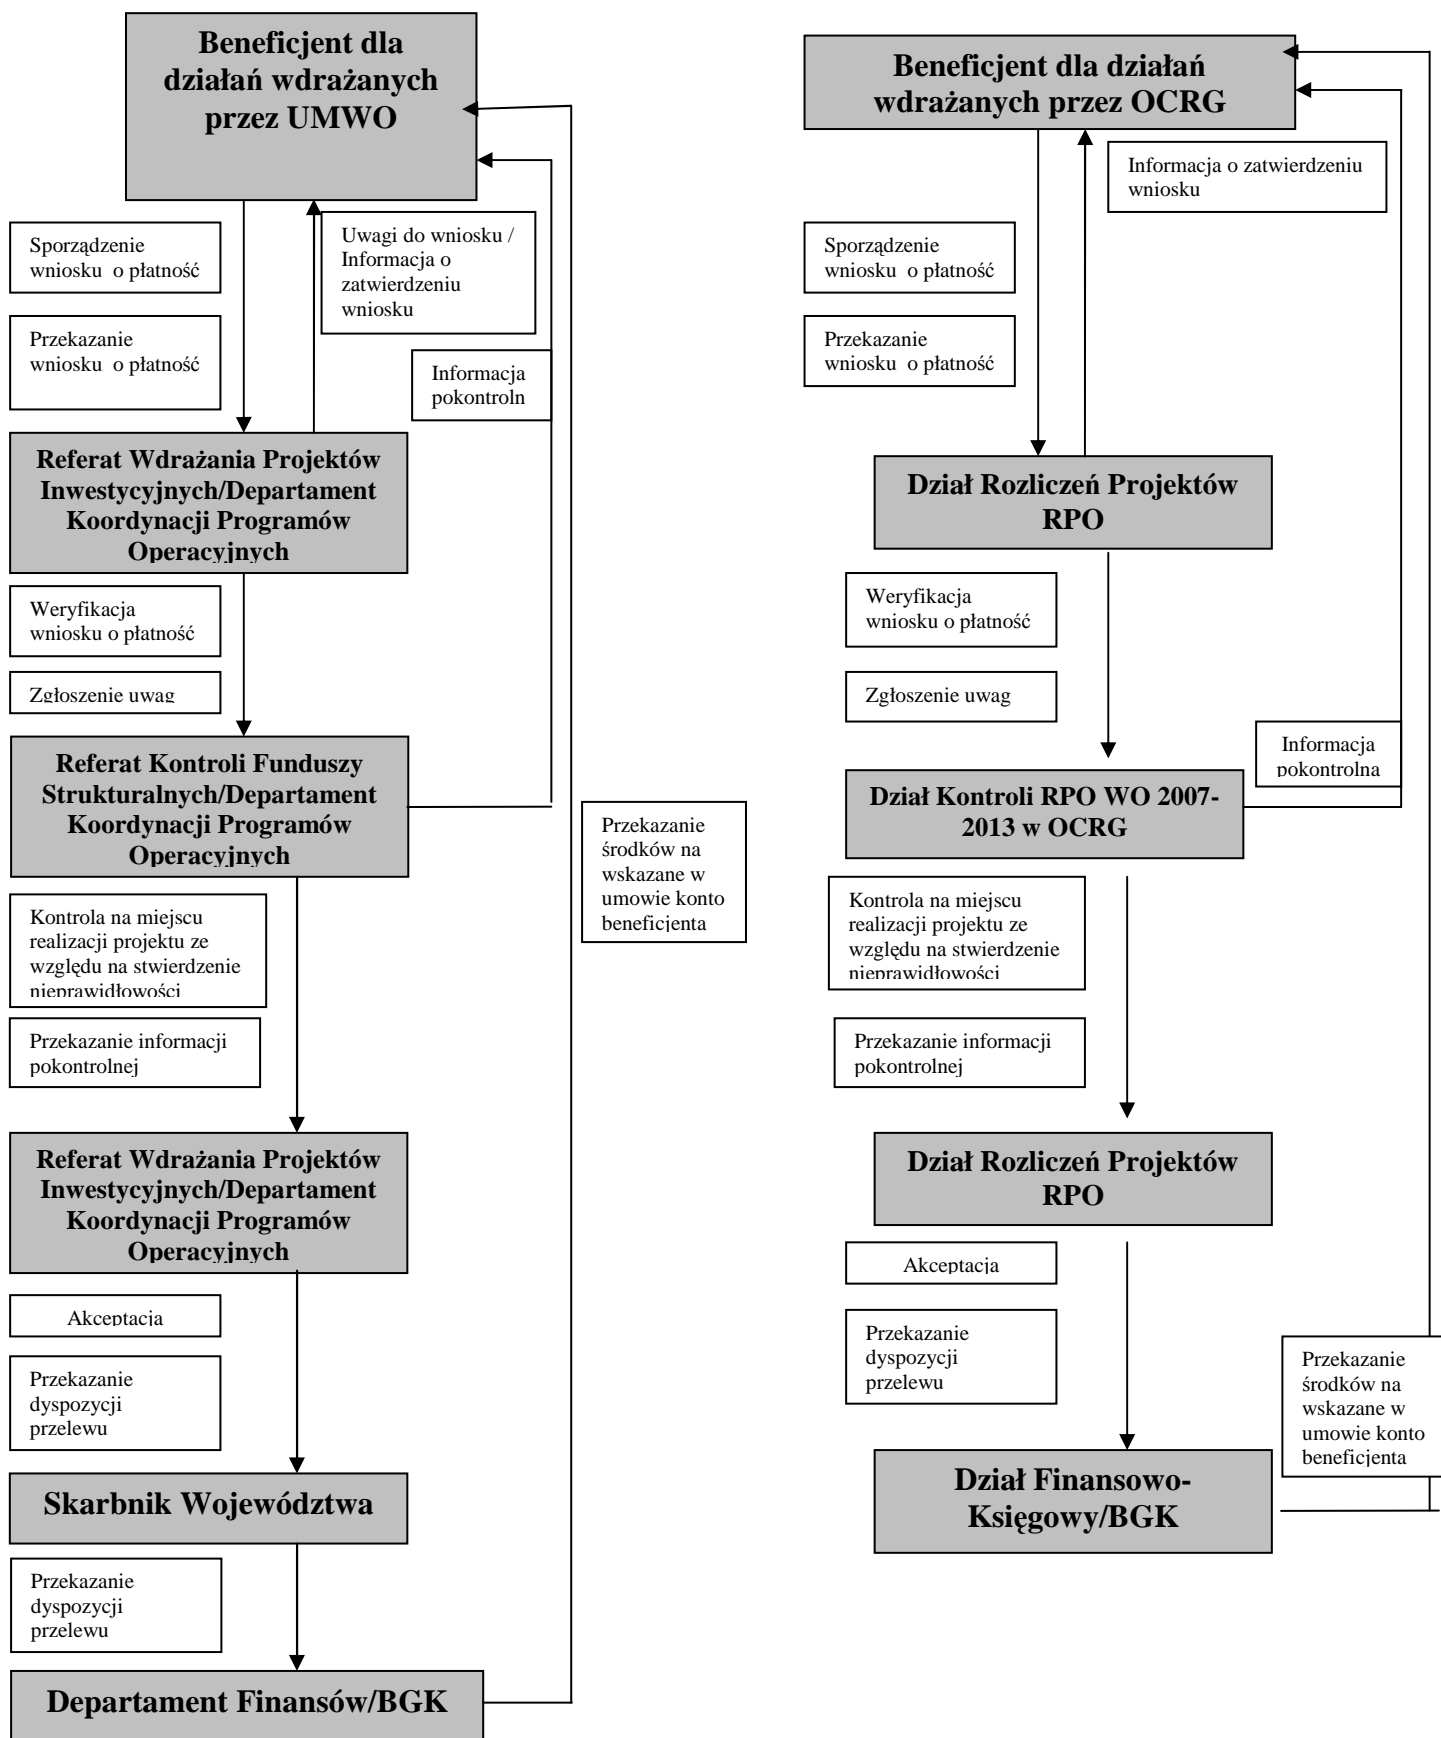 Beneficjent dla
działań wdrażanych
przez UMWO
Sporządzenie
wniosku o płatność
Uwagi do wniosku /
Informacja o
zatwierdzeniu
wniosku
Przekazanie
wniosku o płatność
Informacja
pokontroln
Referat Wdrażania Projektów
Inwestycyjnych/Departament
Koordynacji Programów
Operacyjnych
Weryfikacja
wniosku o płatność
Zgłoszenie uwag
Referat Kontroli Funduszy
Strukturalnych/Departament
Koordynacji Programów
Operacyjnych
Przekazanie
środków na
wskazane w
umowie konto
beneficjenta
Kontrola na miejscu
realizacji projektu ze
względu na stwierdzenie
nieprawidłowości
Przekazanie informacji
pokontrolnej
Referat Wdrażania Projektów
Inwestycyjnych/Departament
Koordynacji Programów
Operacyjnych
Akceptacja
Przekazanie
dyspozycji
przelewu
Skarbnik Województwa
Przekazanie
dyspozycji
przelewu
Departament Finansów/BGK
Beneficjent dla działań
wdrażanych przez OCRG
Informacja o zatwierdzeniu
wniosku
Sporządzenie
wniosku o płatność
Przekazanie
wniosku o płatność
Dział Rozliczeń Projektów
RPO
Weryfikacja
wniosku o płatność
Zgłoszenie uwag
Informacja
pokontrolna
Dział Kontroli RPO WO 2007-
2013 w OCRG
Kontrola na miejscu
realizacji projektu ze
względu na stwierdzenie
nieprawidłowości
Przekazanie informacji
pokontrolnej
Dział Rozliczeń Projektów
RPO
Akceptacja
Przekazanie
dyspozycji
przelewu
Przekazanie
środków na
wskazane w
umowie konto
beneficjenta
Dział Finansowo-
Księgowy/BGK